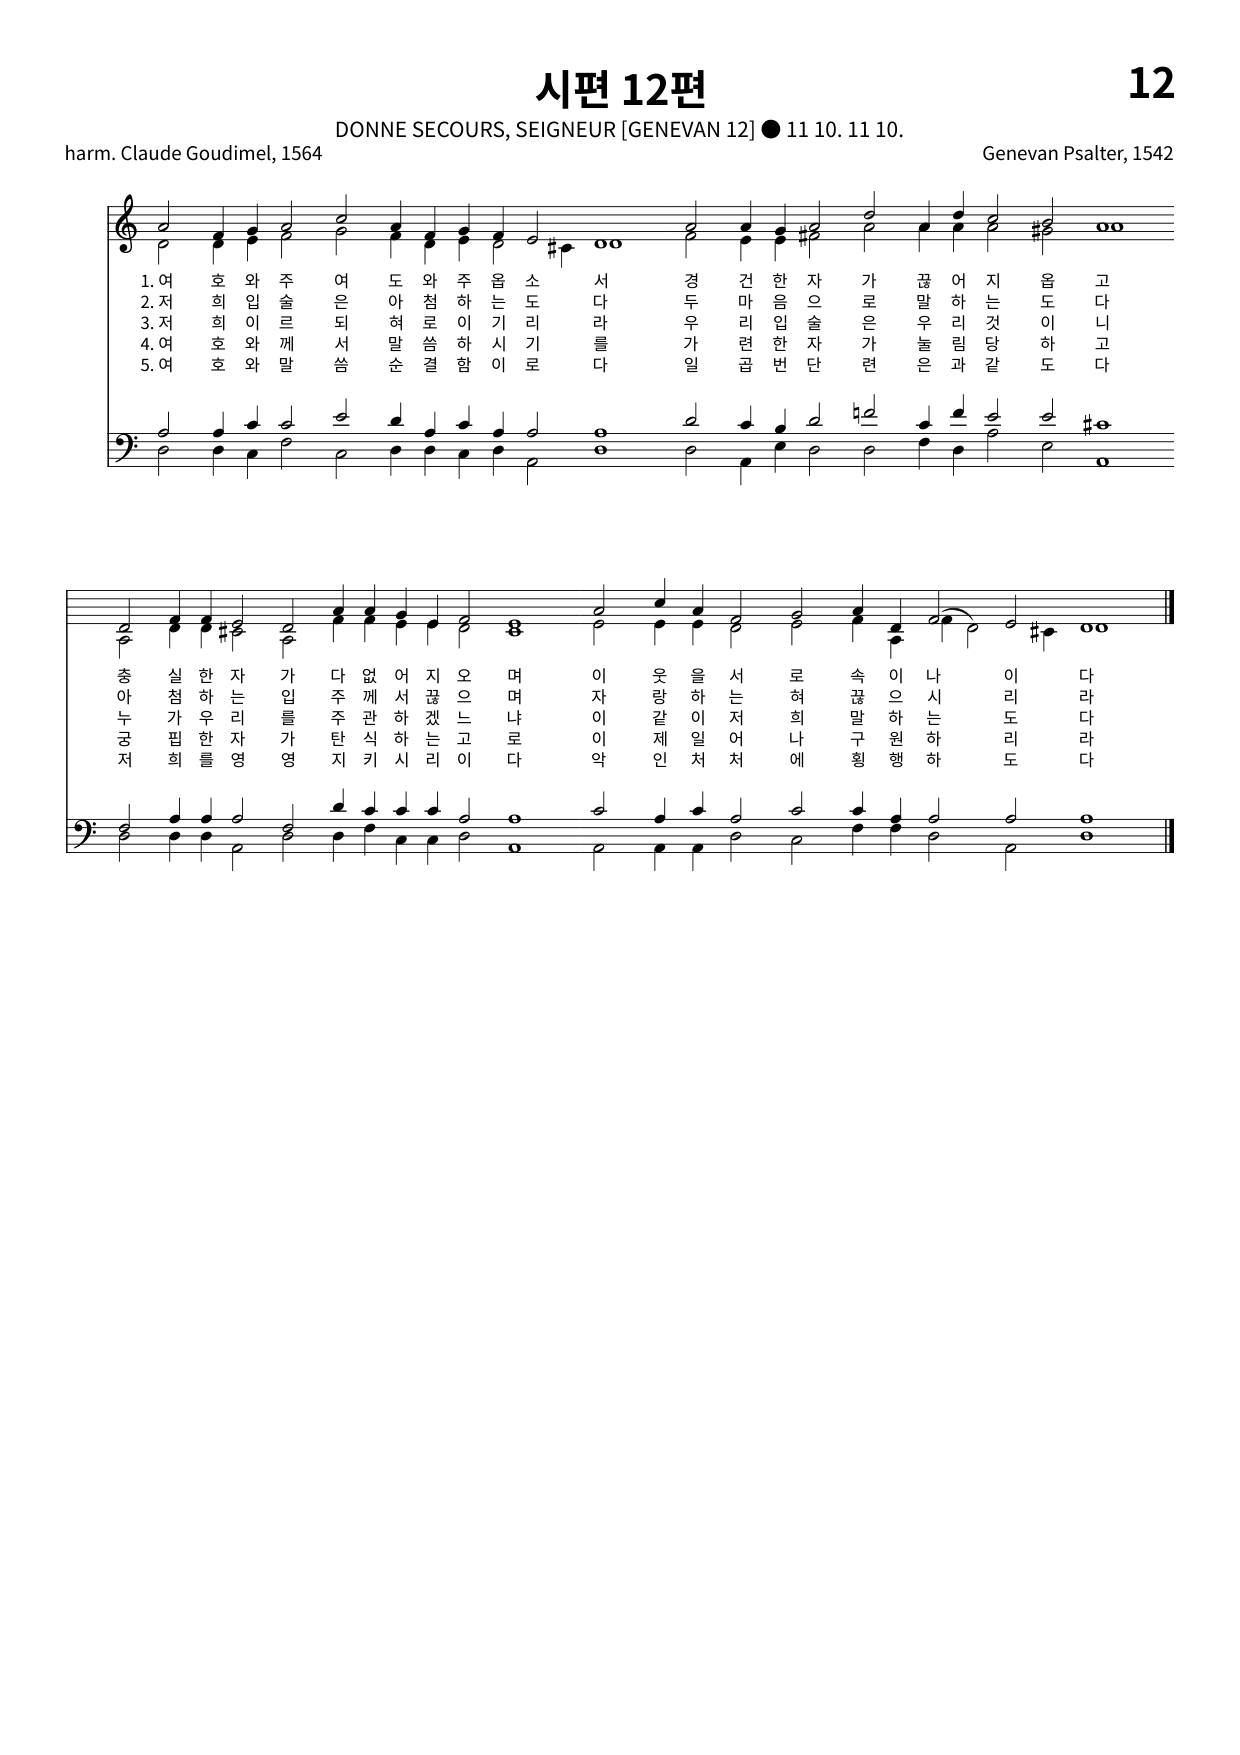 시편 12편
12
DONNE SECOURS, SEIGNEUR [GENEVAN 12] ● 11 10. 11 10.
harm. Claude Goudimel, 1564
Genevan Psalter, 1542
1. 여 호 와 주 여 도 와 주 옵 소 서 경 건 한 자 가 끊 어 지 옵 고
2. 저 희 입 술 은 아 첨 하 는 도 다 두 마 음 으 로 말 하 는 도 다
3. 저 희 이 르 되 혀 로 이 기 리 라 우 리 입 술 은 우 리 것 이 니
4. 여 호 와 께 서 말 씀 하 시 기 를 가 련 한 자 가 눌 림 당 하 고
5. 여 호 와 말 씀 순 결 함 이 로 다 일 곱 번 단 련 은 과 같 도 다
충 실 한 자 가 다 없 어 지 오 며 이 웃 을 서 로 속 이 나 이 다
아 첨 하 는 입 주 께 서 끊 으 며 자 랑 하 는 혀 끊 으 시 리 라
누 가 우 리 를 주 관 하 겠 느 냐 이 같 이 저 희 말 하 는 도 다
궁 핍 한 자 가 탄 식 하 는 고 로 이 제 일 어 나 구 원 하 리 라
저 희 를 영 영 지 키 시 리 이 다 악 인 처 처 에 횡 행 하 도 다